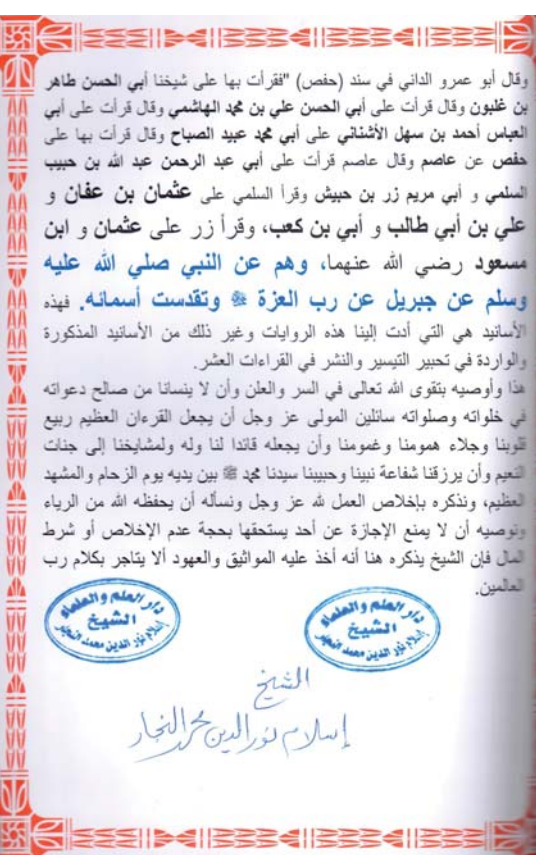 وقال أبو عمرو الداني في سند (حفص) "فقرأت بها على شيخنا أبي الحسن طاهر
بن غلبون وقال قرأت على أبي الحسن علي بن محمد الهاشمي وقال قرأت على أبي
العباس أحمد بن سهل الأشناني على أبي محمد عبيد الصباح وقال قرأت بها على
حفص عن عاصم وقال عاصم قرأت على أبي عبد الرحمن عبد الله بن حبيب
السلمي و أبي مريم زر بن حبيش وقرأ السلمي على عثمان بن عفان و
علي بن أبي طالب و أبي بن كعب، وقرأ زر على عثمان و ابن
مسعود رضي الله عنهما، وهم عن النبي صلي الله عليه
وسلم عن جبريل عن رب العزة ﷻ وتقدست أسمائه. فهذه
الأسانيد هي التي أدت إلينا هذه الروايات وغير ذلك من الأسانيد المذكورة
والواردة في تحبير التيسير والنشر في القراءات العشر.
هذا وأوصيه بتقوى الله تعالى في السر والعلن وأن لا ينسانا من صالح دعواته
في خلواته وصلواته سائلين المولى عز وجل أن يجعل القرءان العظيم ربيع
قلوبنا وجلاء همومنا وغمومنا وأن يجعله قائدا لنا وله ولمشايخنا إلى جنات
النعيم وأن يرزقنا شفاعة نبينا وحبيبنا سيدنا محمد ﷺ بين يديه يوم الزحام والمشهد
العظيم، ونذكره بإخلاص العمل لله عز وجل ونسأله أن يحفظه الله من الرياء
ونوصيه أن لا يمنع الإجازة عن أحد يستحقها بحجة عدم الإخلاص أو شرط
المال فإن الشيخ يذكره هنا أنه أخذ عليه المواثيق والعهود ألا يتاجر بكلام رب
العالمين.
دار العلم والعلماء
الشيخ
إسلام نور الدين محمد النجار
دار العلم والعلماء
الشيخ
إسلام نور الدين محمد النجار
الشيخ
إسلام نور الدين محمد النجار